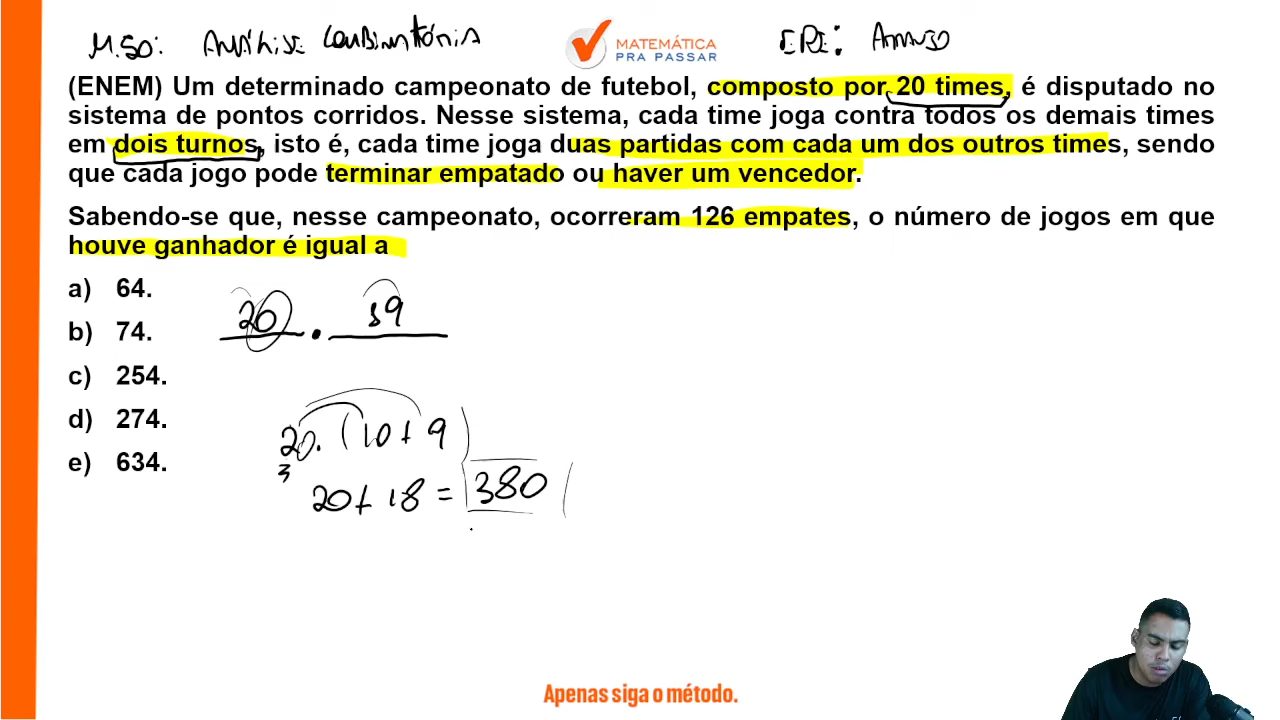 M.SO: Análise Combinatória
MATEMÁTICA
PRA PASSAR
ERE: Arranjo
(ENEM) Um determinado campeonato de futebol, composto por 20 times, é disputado no
sistema de pontos corridos. Nesse sistema, cada time joga contra todos os demais times
em dois turnos, isto é, cada time joga duas partidas com cada um dos outros times, sendo
que cada jogo pode terminar empatado ou haver um vencedor.
Sabendo-se que, nesse campeonato, ocorreram 126 empates, o número de jogos em que
houve ganhador é igual a
a) 64.
b) 74.
c) 254.
d) 274.
e) 634.
20 . 19
20. (10 + 9)
20 + 18 = 380
Apenas siga o método.